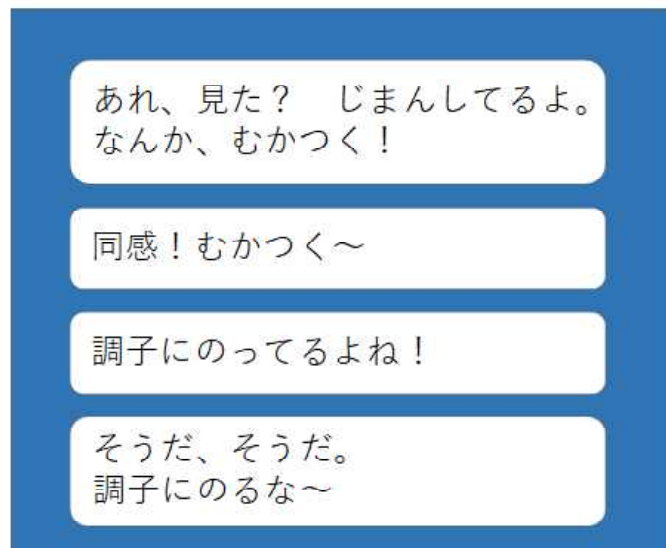 あれ、見た？　じまんしてるよ。
なんか、むかつく！
同感！むかつく～
調子にのってるよね！
そうだ、そうだ。
調子にのるな～